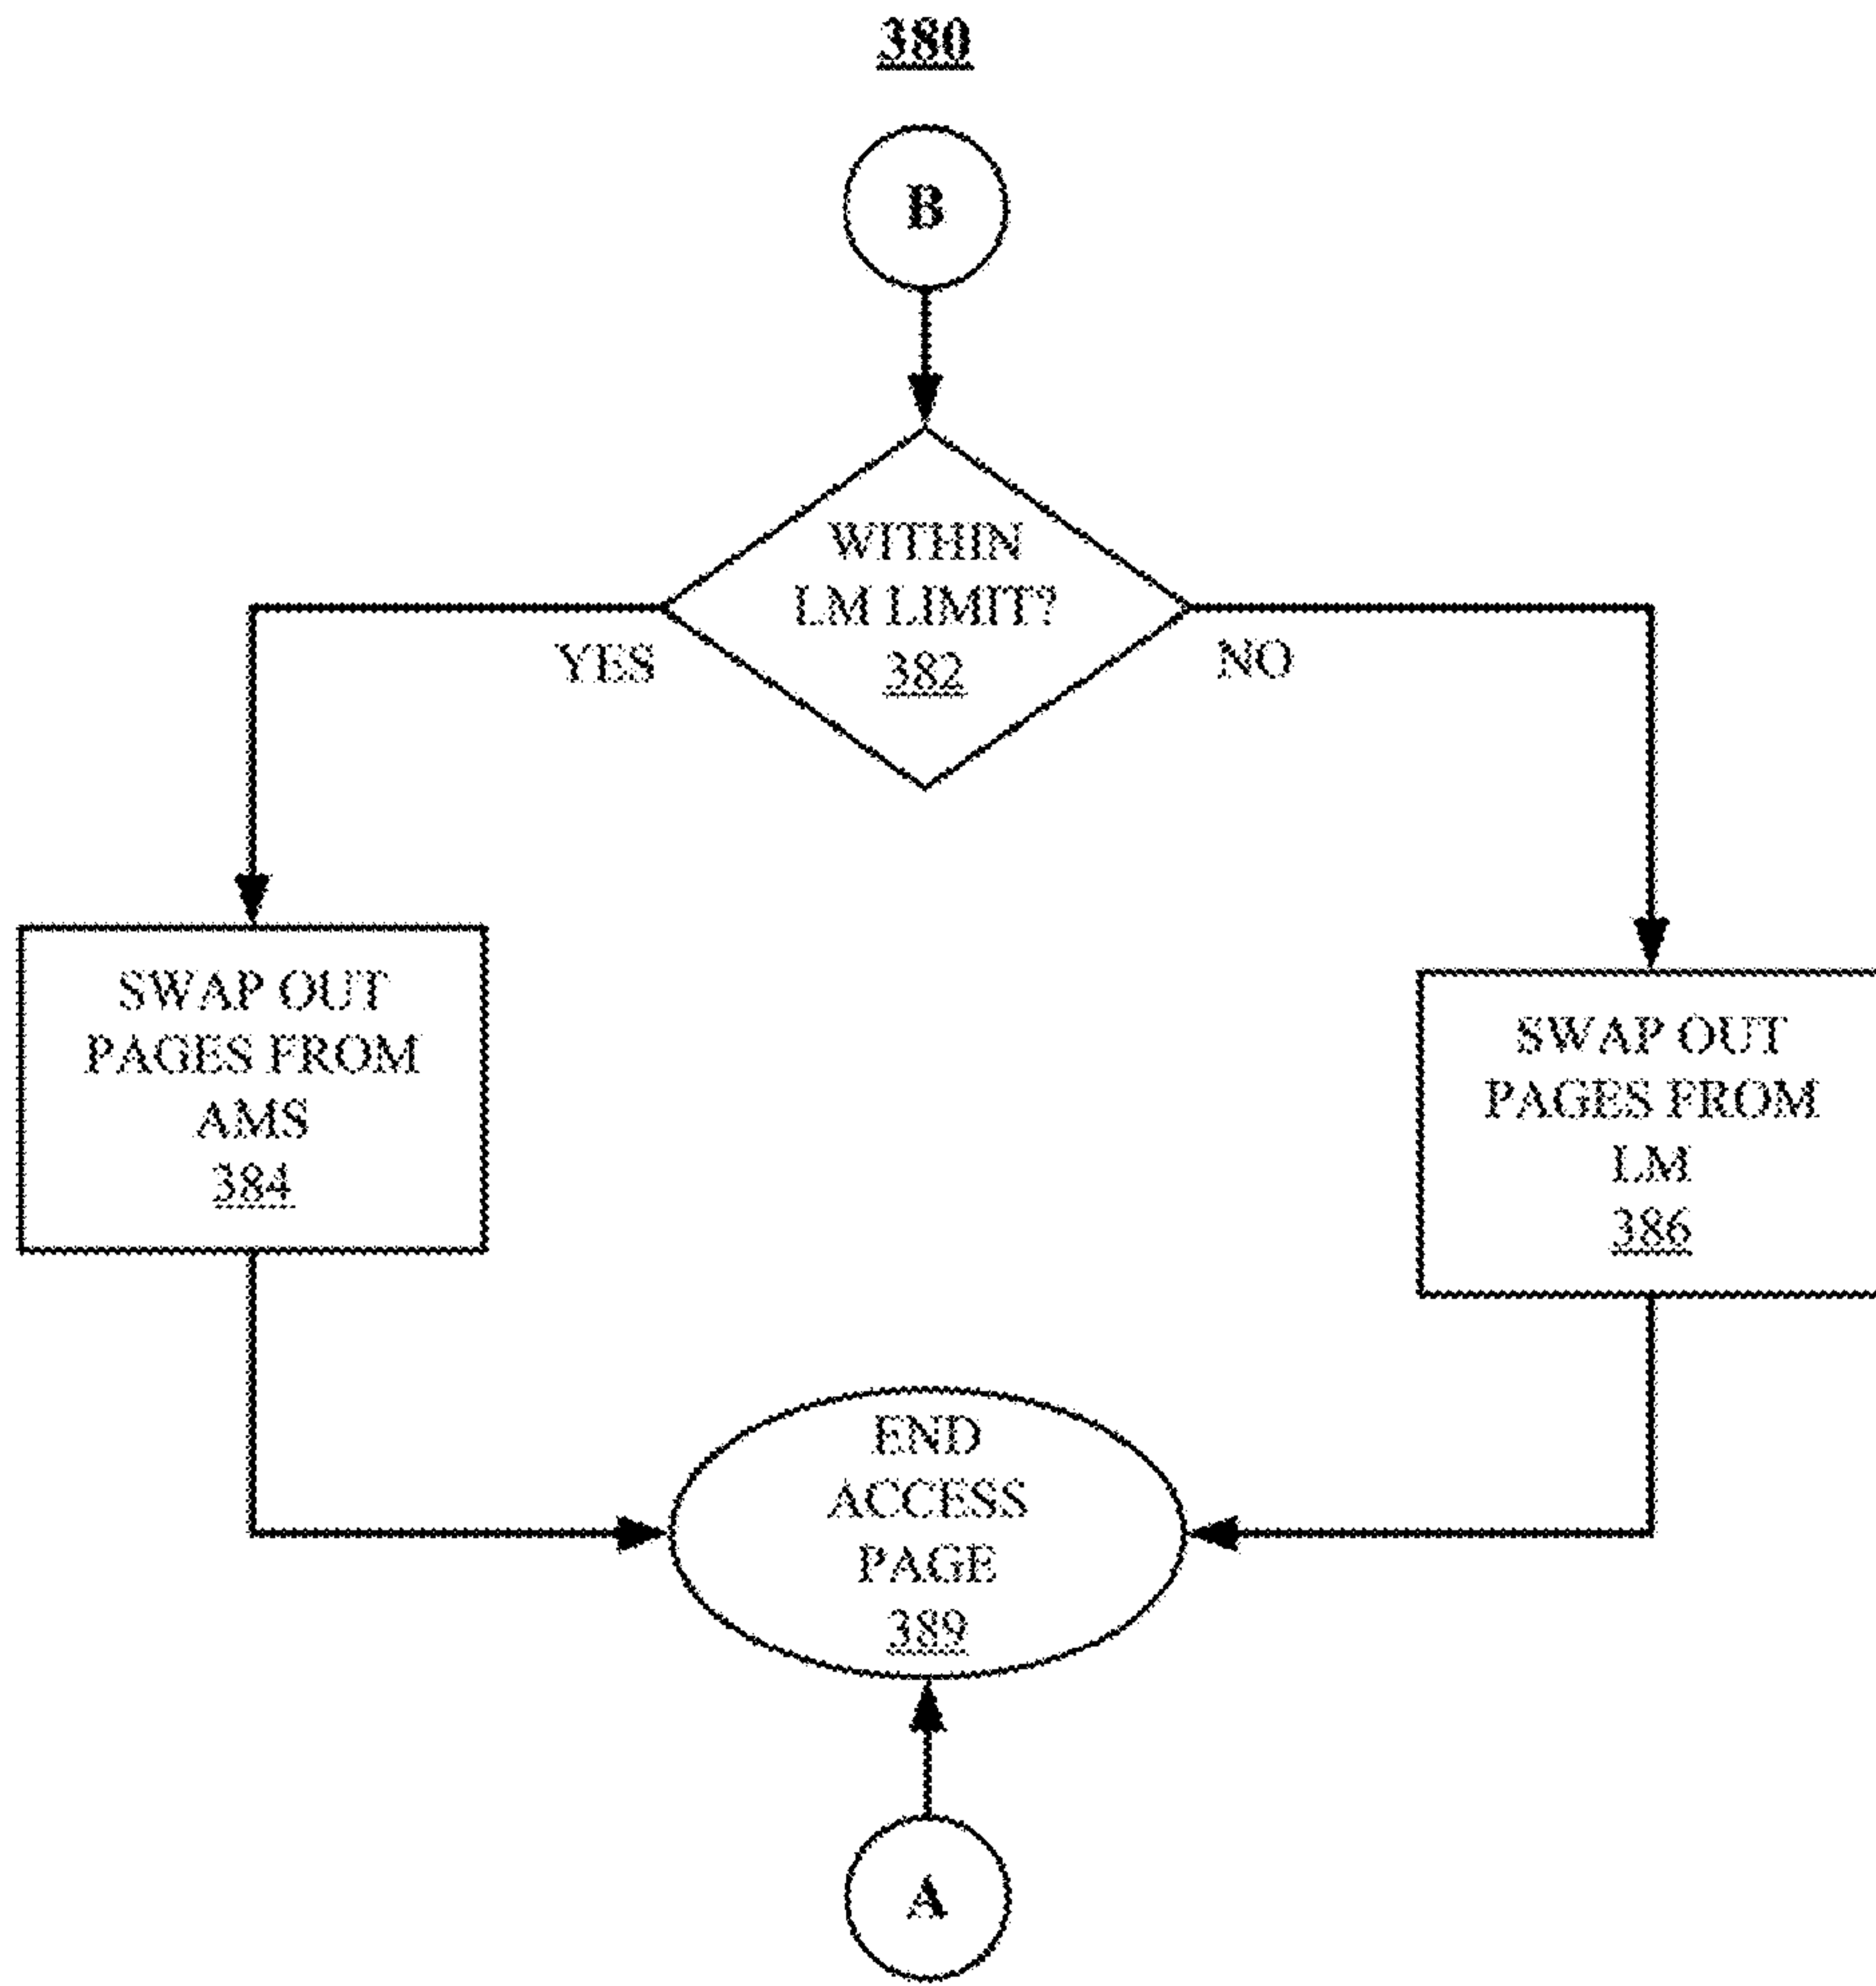 380
B
WITHIN
LM LIMIT?
382
YES
NO
SWAP OUT
PAGES FROM
AMS
384
SWAP OUT
PAGES FROM
LM
386
END
ACCESS
PAGE
389
A